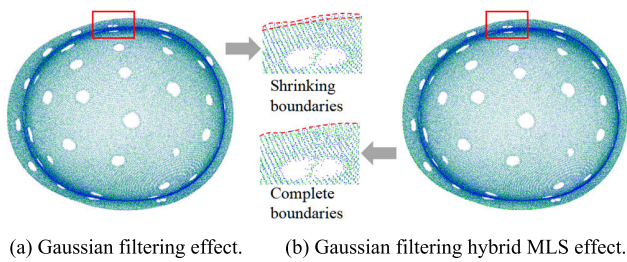 Shrinking
boundaries
Complete
boundaries
(a) Gaussian filtering effect.
(b) Gaussian filtering hybrid MLS effect.